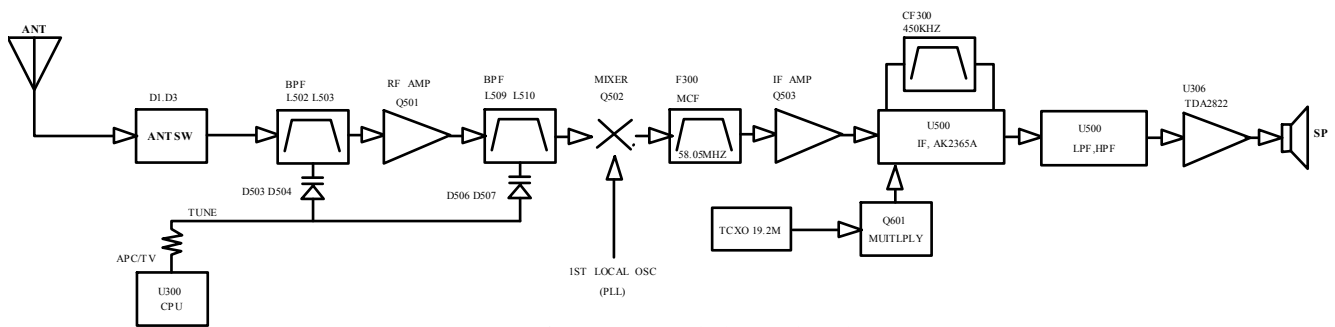 ANT
D1.D3
ANT SW
BPF
L502 L503
D503 D504
RF AMP
Q501
BPF
L509 L510
D506 D507
MIXER
Q502
1ST LOCAL OSC
(PLL)
F300
MCF
58.05MHZ
IF AMP
Q503
CF300
450KHZ
U500
IF, AK2365A
TCXO 19.2M
Q601
MUITLPLY
U500
LPF,HPF
U306
TDA2822
SP
TUNE
APC/TV
U300
CPU